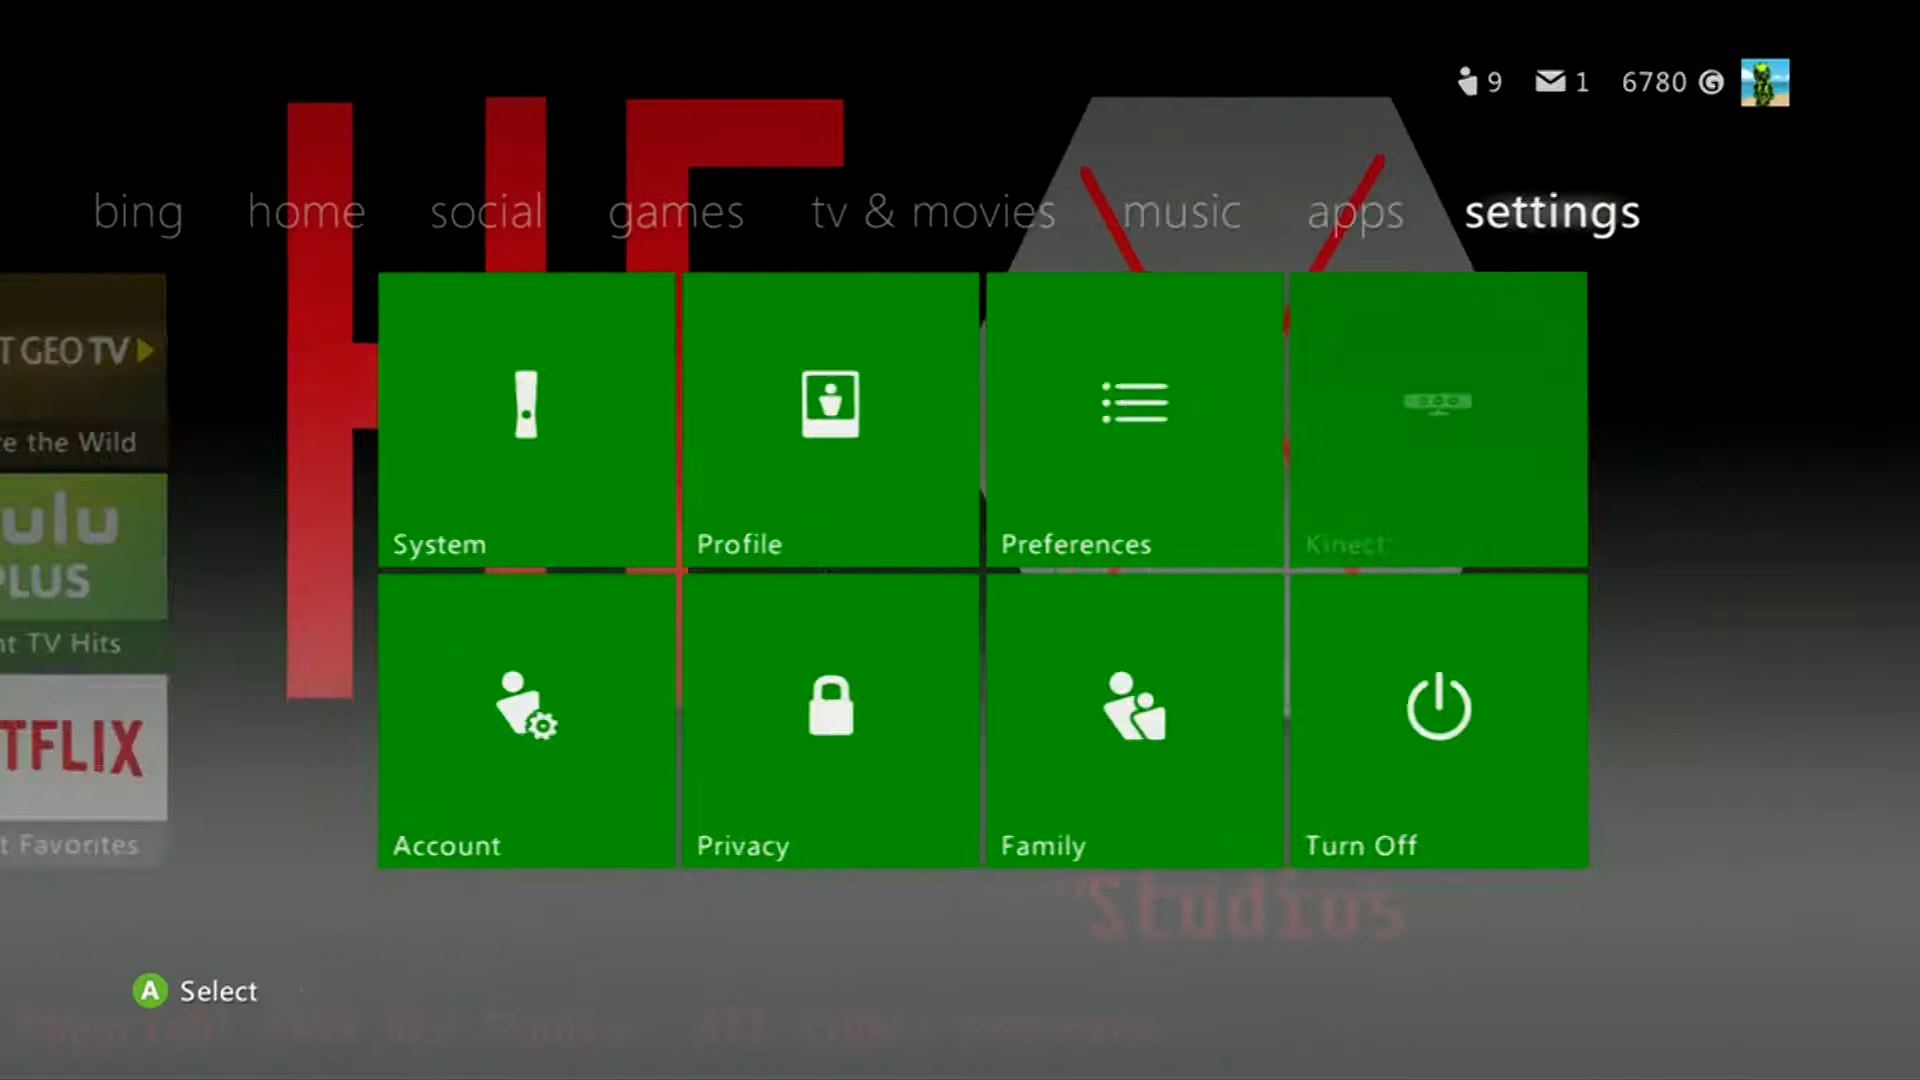 9 1 6780 G
bing home social games tv & movies music apps settings
T GEO TV
e the Wild
ulu
PLUS
nt TV Hits
TFLIX
t Favorites
System Profile Preferences Kinect
Account Privacy Family Turn Off
Studios
A Select